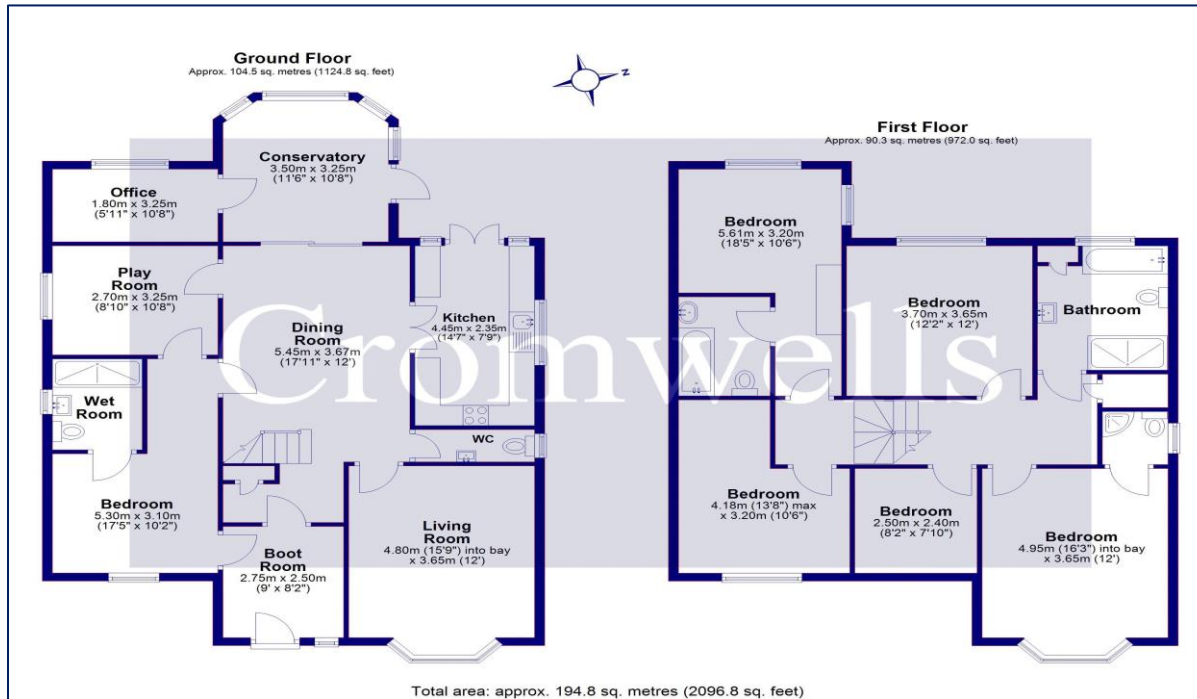 Ground Floor
Approx. 104.5 sq. metres (1124.8 sq. feet)
N
Conservatory
3.50m x 3.25m
(11'6" x 10'8")
Office
1.80m x 3.25m
(5'11" x 10'8")
Play
Room
2.70m x 3.25m
(8'10" x 10'8")
Dining
Room
5.45m x 3.67m
(17'11" x 12')
Kitchen
4.45m x 2.35m
(14'7" x 7'9")
Wet
Room
WC
Bedroom
5.30m x 3.10m
(17'5" x 10'2")
Boot
Room
2.75m x 2.50m
(9' x 8'2")
Living
Room
4.80m (15'9") into bay
x 3.65m (12')
First Floor
Approx. 90.3 sq. metres (972.0 sq. feet)
Bedroom
5.61m x 3.20m
(18'5" x 10'6")
Bedroom
3.70m x 3.65m
(12'2" x 12')
Bathroom
Bedroom
4.18m (13'8") max
x 3.20m (10'6")
Bedroom
2.50m x 2.40m
(8'2" x 7'10")
Bedroom
4.95m (16'3") into bay
x 3.65m (12')
Cromwells
Total area: approx. 194.8 sq. metres (2096.8 sq. feet)